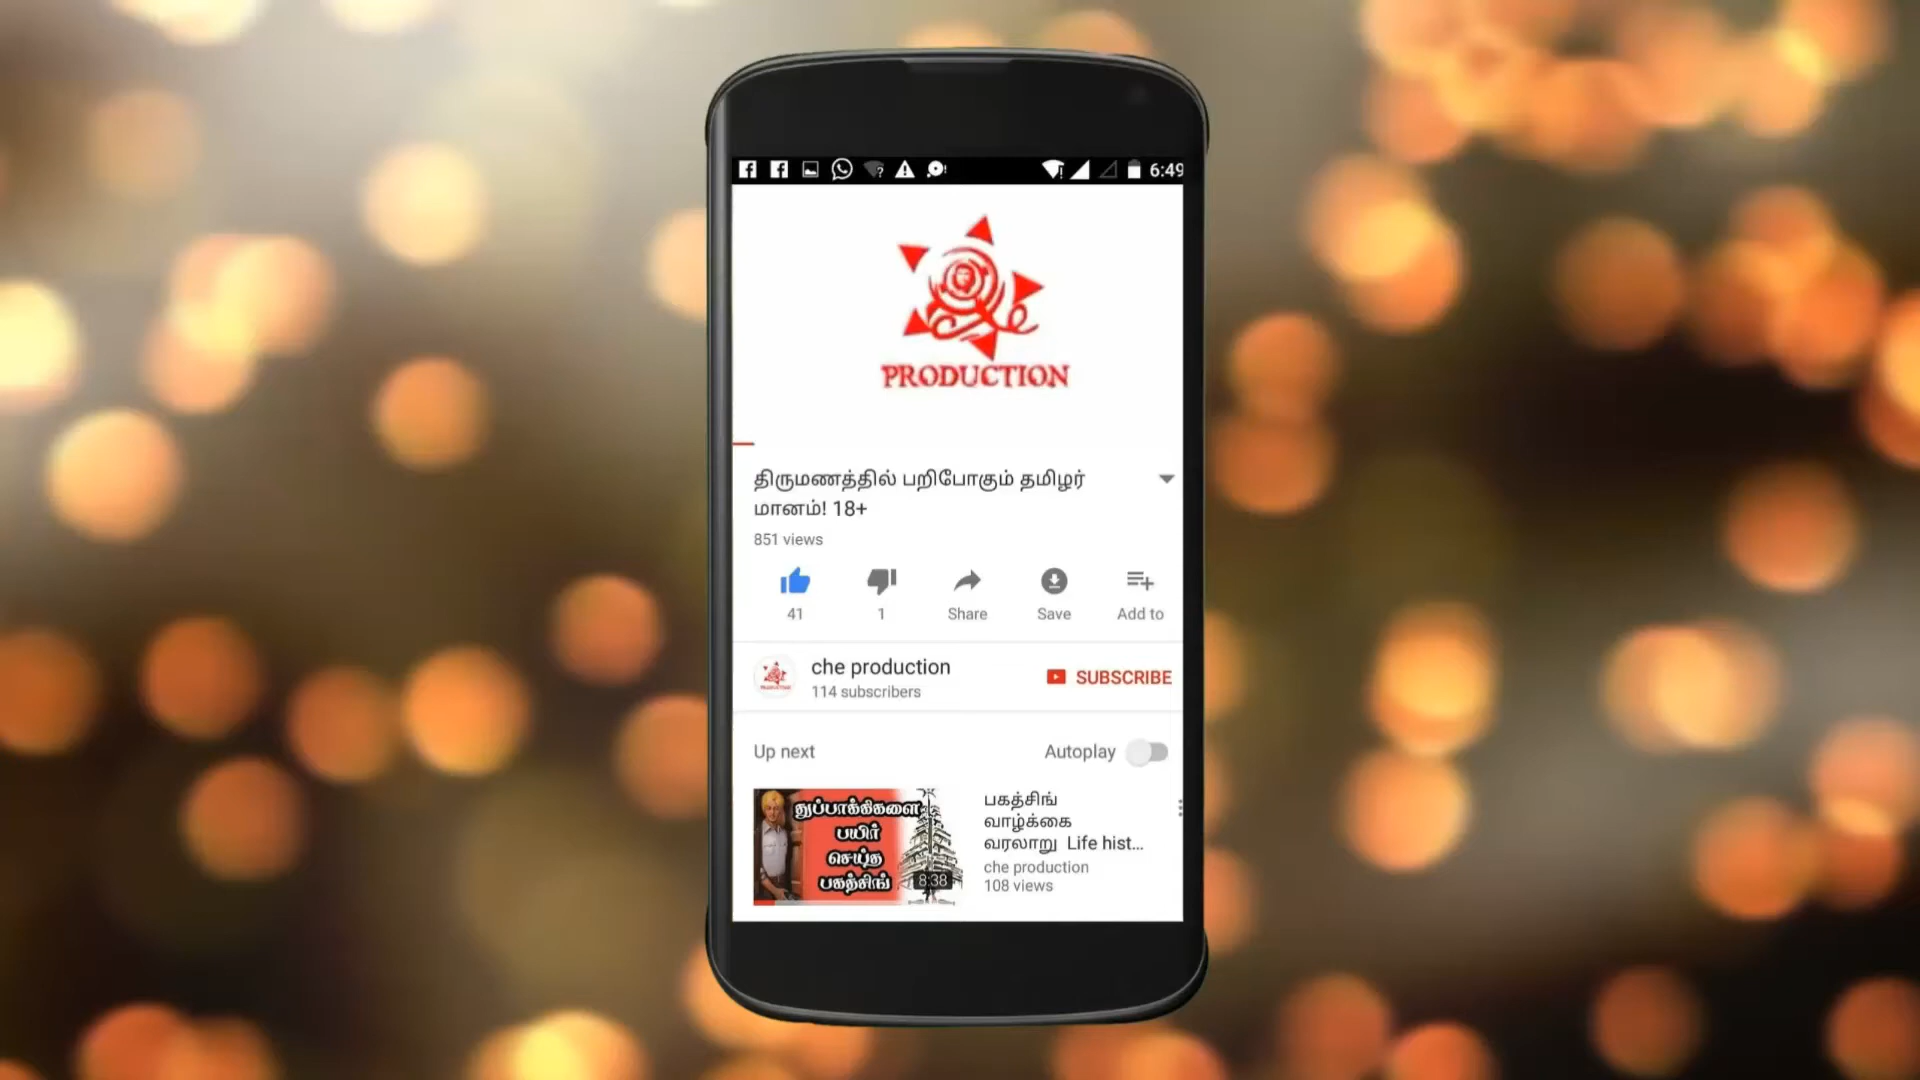 6:49
PRODUCTION
திருமணத்தில் பறிபோகும் தமிழர்
மானம்! 18+
851 views
41
1
Share
Save
Add to
che production
114 subscribers
SUBSCRIBE
Up next
Autoplay
துப்பாக்கிகளை
பயிர்
செய்த
பகத்சிங்
8:38
பகத்சிங்
வாழ்க்கை
வரலாறு Life hist...
che production
108 views